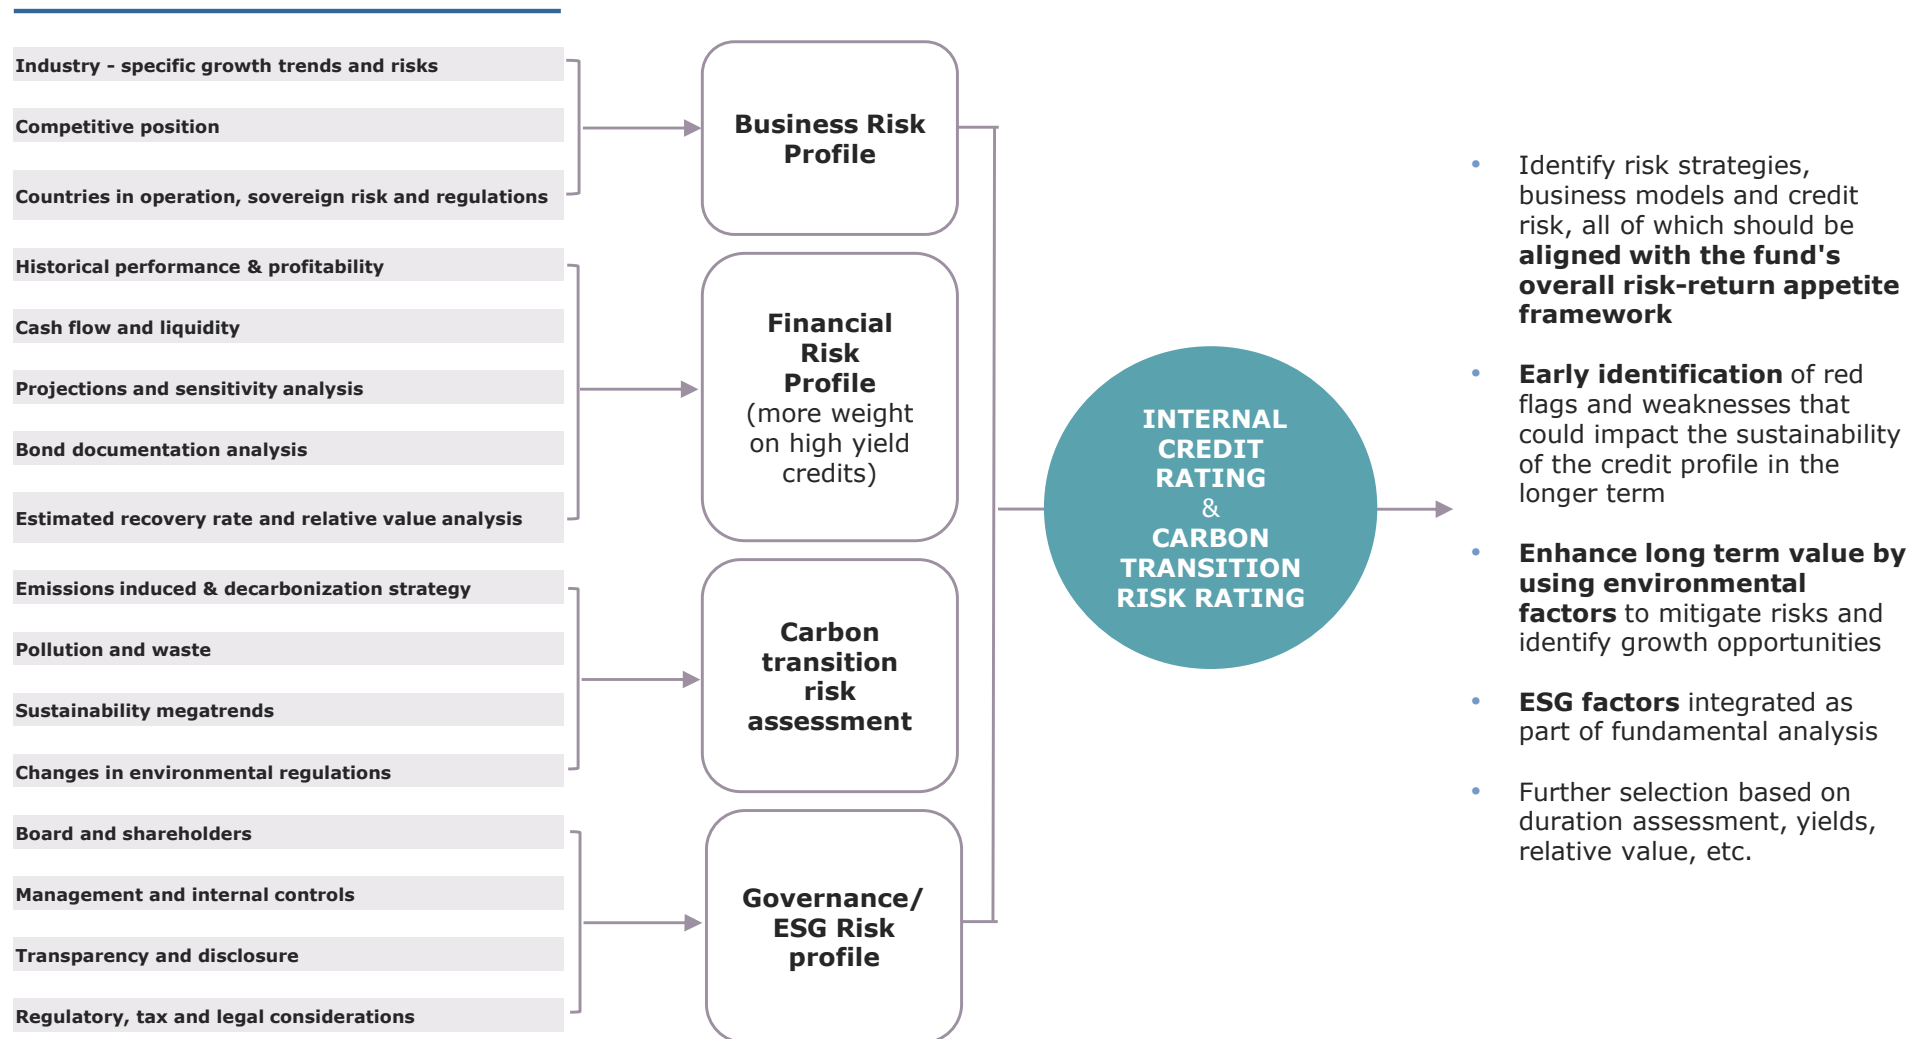 Industry - specific growth trends and risks
Competitive position
Countries in operation, sovereign risk and regulations
Historical performance & profitability
Cash flow and liquidity
Projections and sensitivity analysis
Bond documentation analysis
Estimated recovery rate and relative value analysis
Emissions induced & decarbonization strategy
Pollution and waste
Sustainability megatrends
Changes in environmental regulations
Board and shareholders
Management and internal controls
Transparency and disclosure
Regulatory, tax and legal considerations
Business Risk
Profile
Financial
Risk
Profile
(more weight
on high yield
credits)
Carbon
transition
risk
assessment
Governance/
ESG Risk
profile
INTERNAL
CREDIT
RATING
&
CARBON
TRANSITION
RISK RATING
• Identify risk strategies,
business models and credit
risk, all of which should be
aligned with the fund's
overall risk-return appetite
framework
• Early identification of red
flags and weaknesses that
could impact the sustainability
of the credit profile in the
longer term
• Enhance long term value by
using environmental
factors to mitigate risks and
identify growth opportunities
• ESG factors integrated as
part of fundamental analysis
• Further selection based on
duration assessment, yields,
relative value, etc.